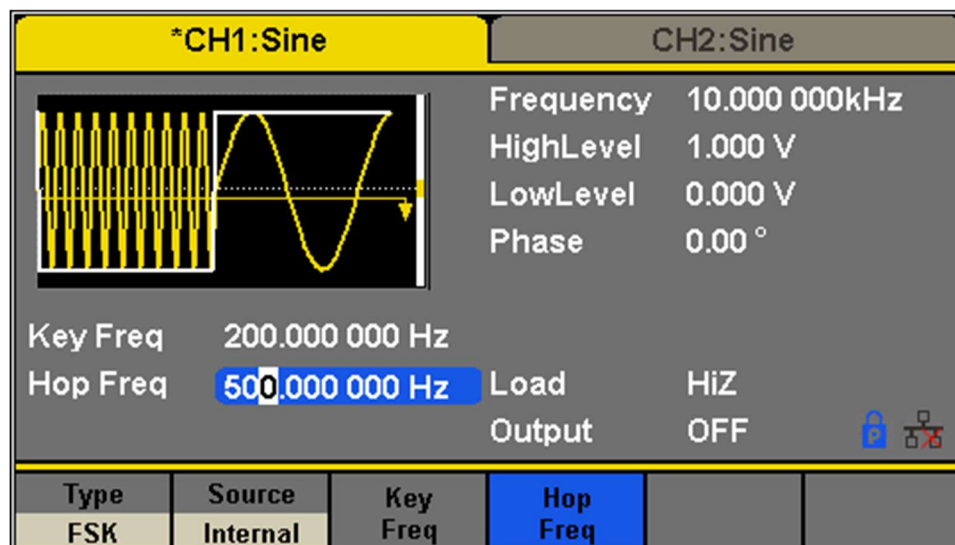 *CH1:Sine CH2:Sine
Frequency 10.000 000kHz
HighLevel 1.000 V
LowLevel 0.000 V
Phase 0.00 °
Key Freq 200.000 000 Hz
Hop Freq 500.000 000 Hz Load HiZ
Output OFF P
Type Source Key Hop
FSK Internal Freq Freq